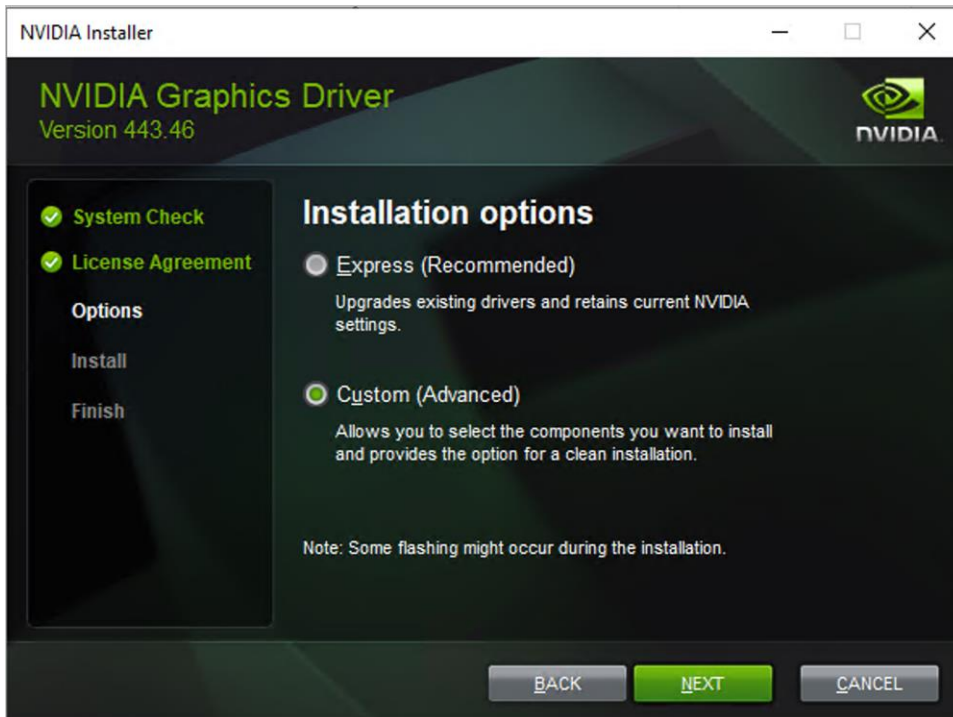 NVIDIA Installer
NVIDIA Graphics Driver
Version 443.46
NVIDIA.
System Check
License Agreement
Options
Install
Finish
Installation options
Express (Recommended)
Upgrades existing drivers and retains current NVIDIA
settings.
Custom (Advanced)
Allows you to select the components you want to install
and provides the option for a clean installation.
Note: Some flashing might occur during the installation.
BACK
NEXT
CANCEL